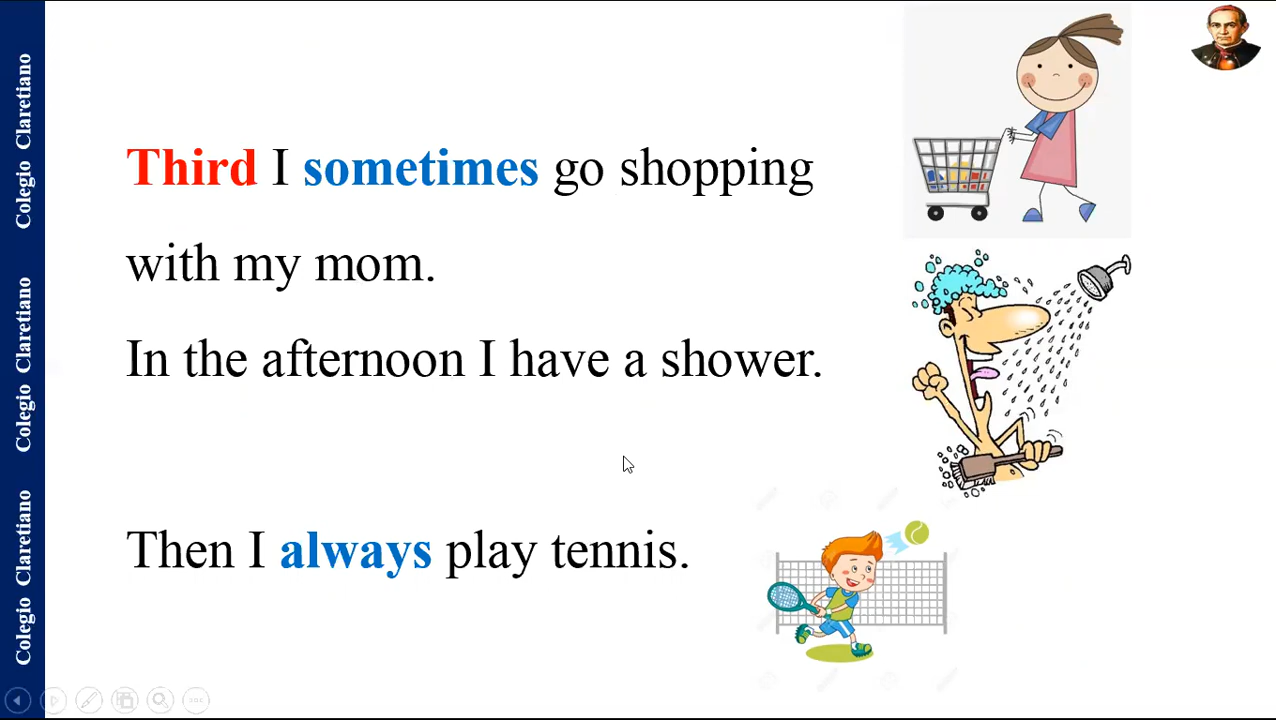 Colegio Claretiano
Colegio Claretiano
Colegio Claretiano
Third I sometimes go shopping
with my mom.
In the afternoon I have a shower.
Then I always play tennis.